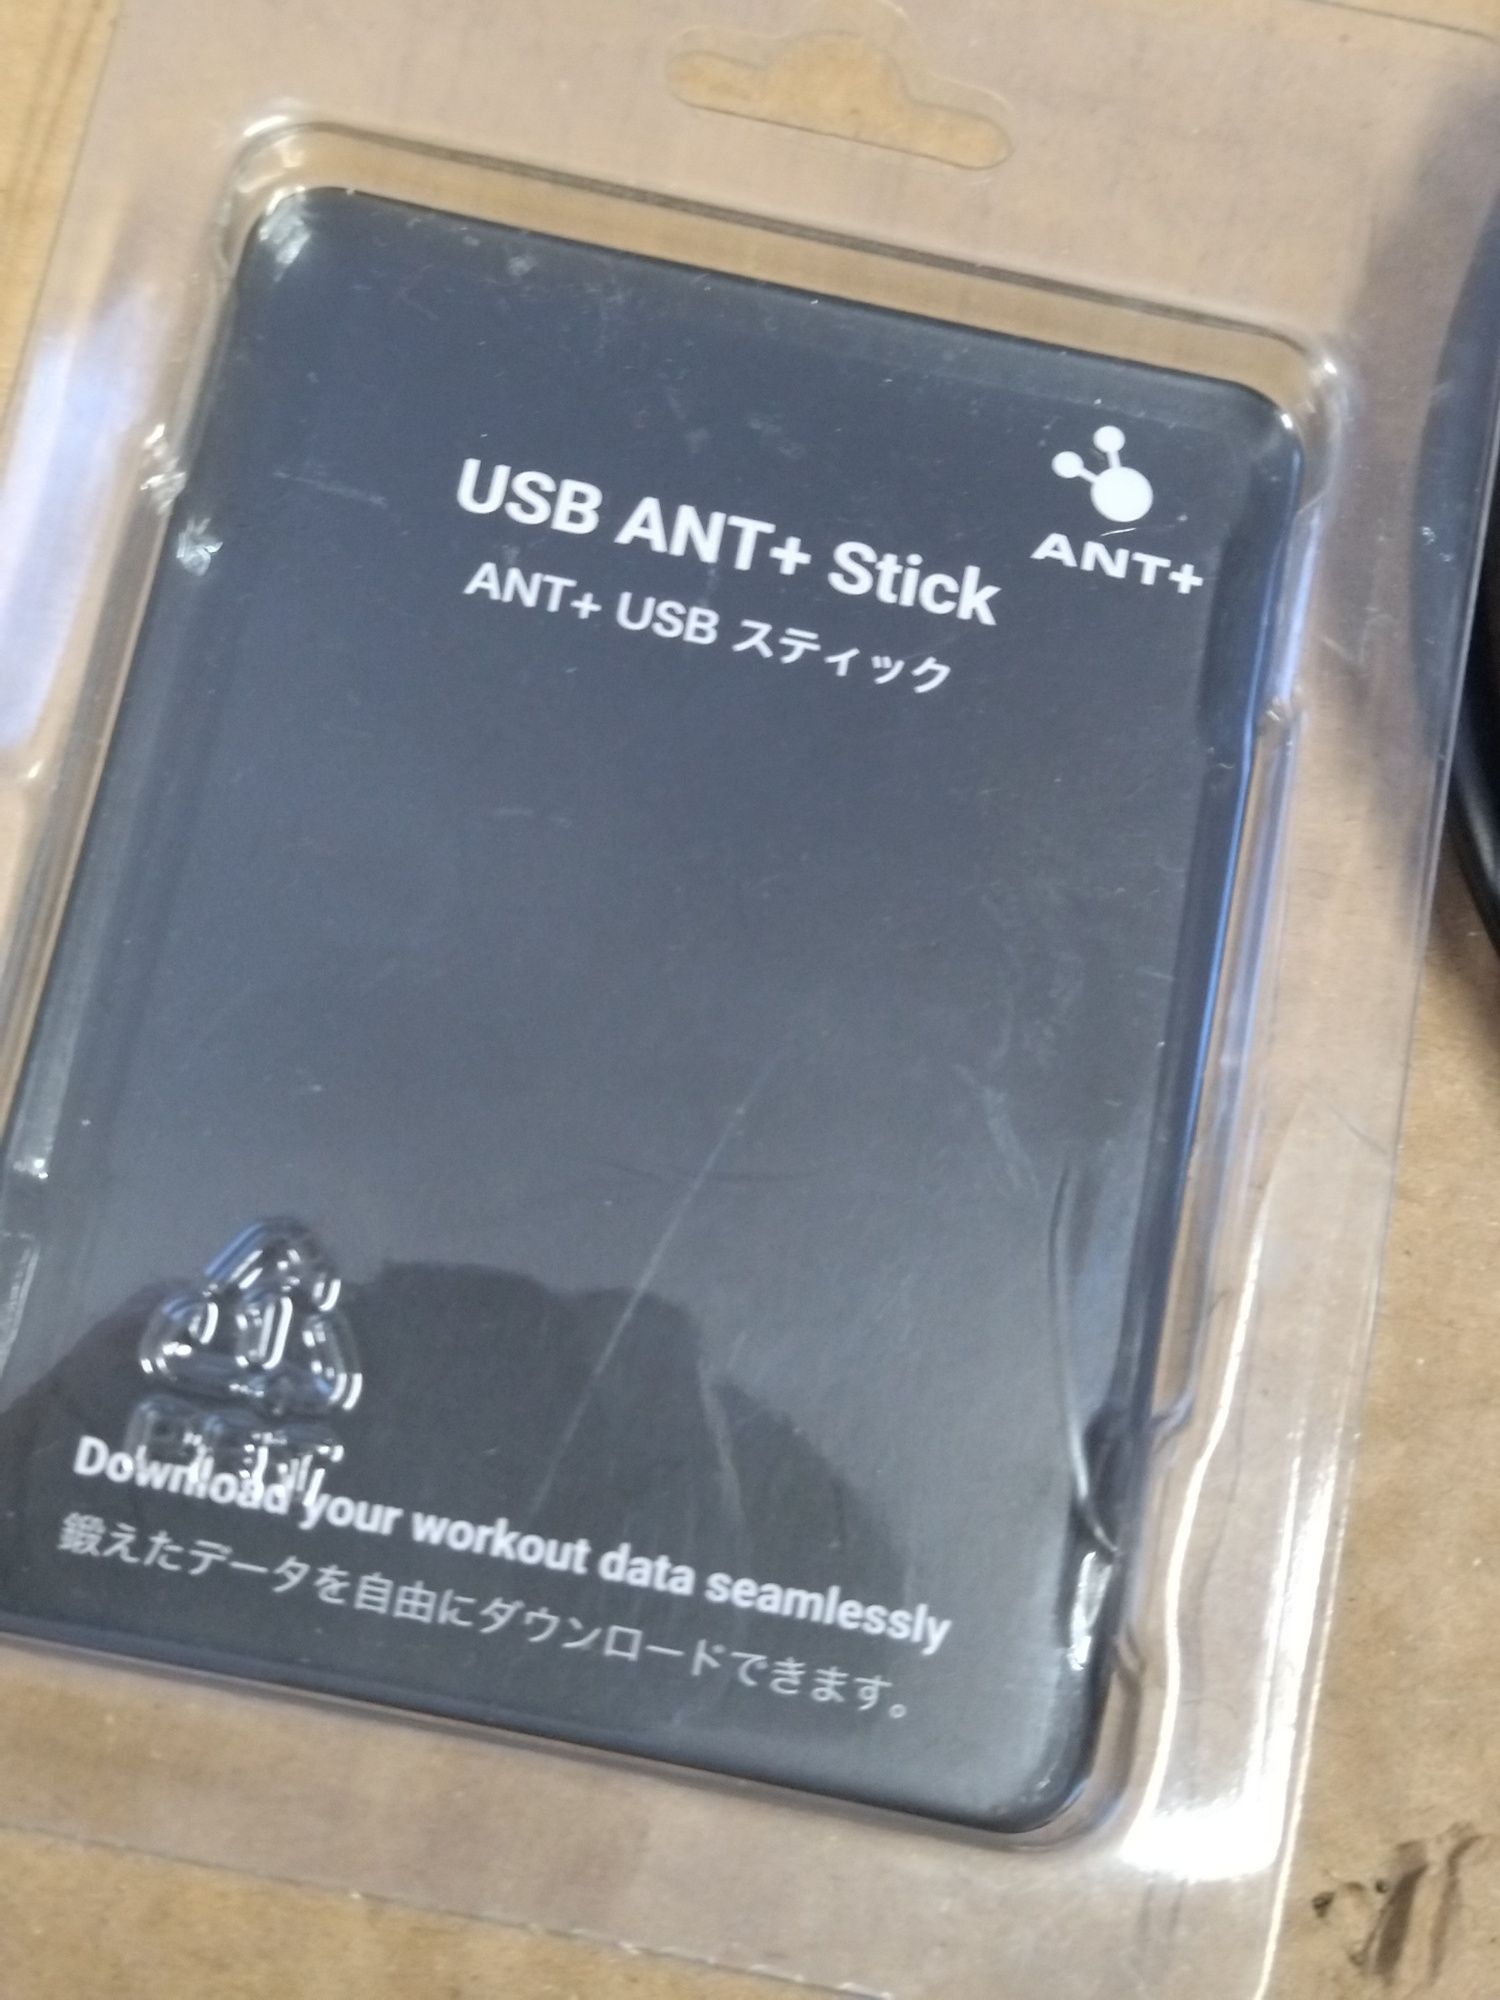 USB ANT+ Stick
ANT+
ANT+ USB スティック
Download your workout data seamlessly
鍛えたデータを自由にダウンロードできます。